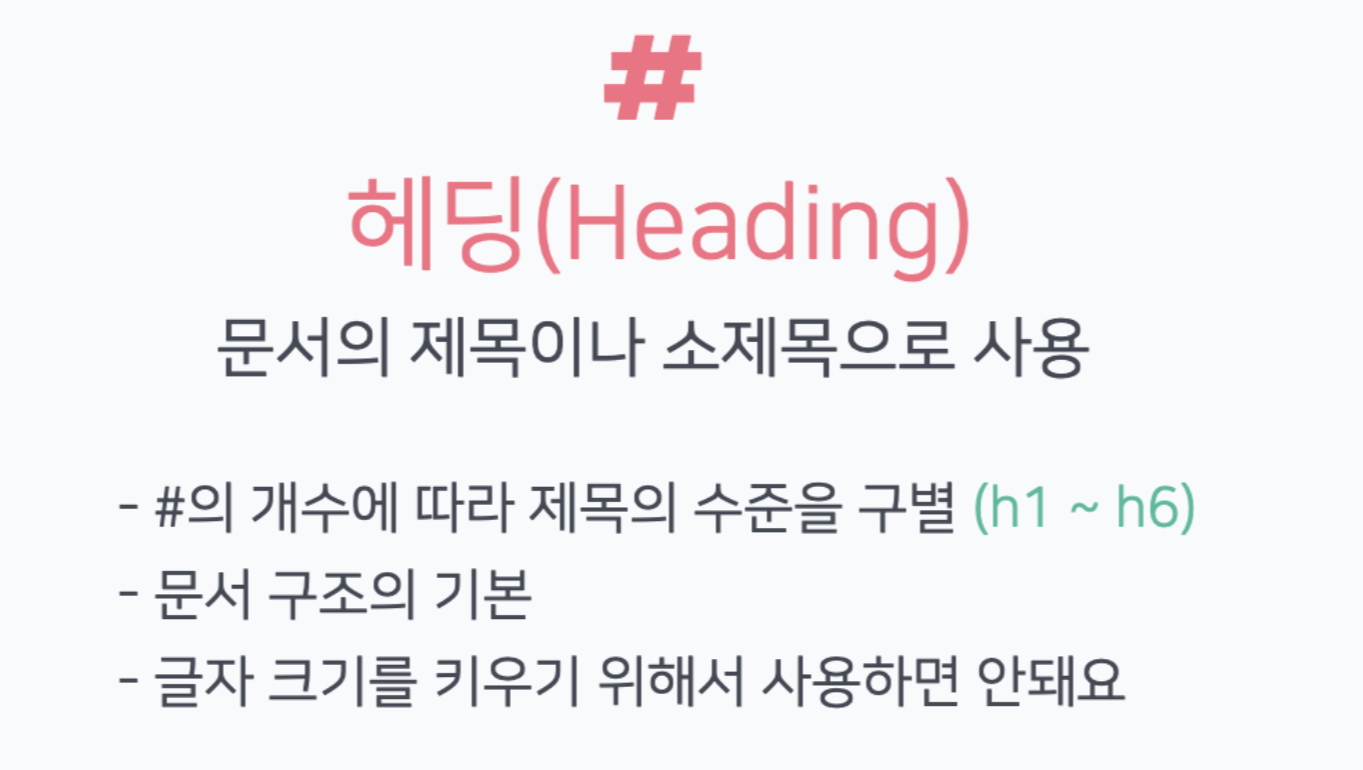 #
헤딩(Heading)
문서의 제목이나 소제목으로 사용
- #의 개수에 따라 제목의 수준을 구별 (h1 ~ h6)
- 문서 구조의 기본
- 글자 크기를 키우기 위해서 사용하면 안돼요